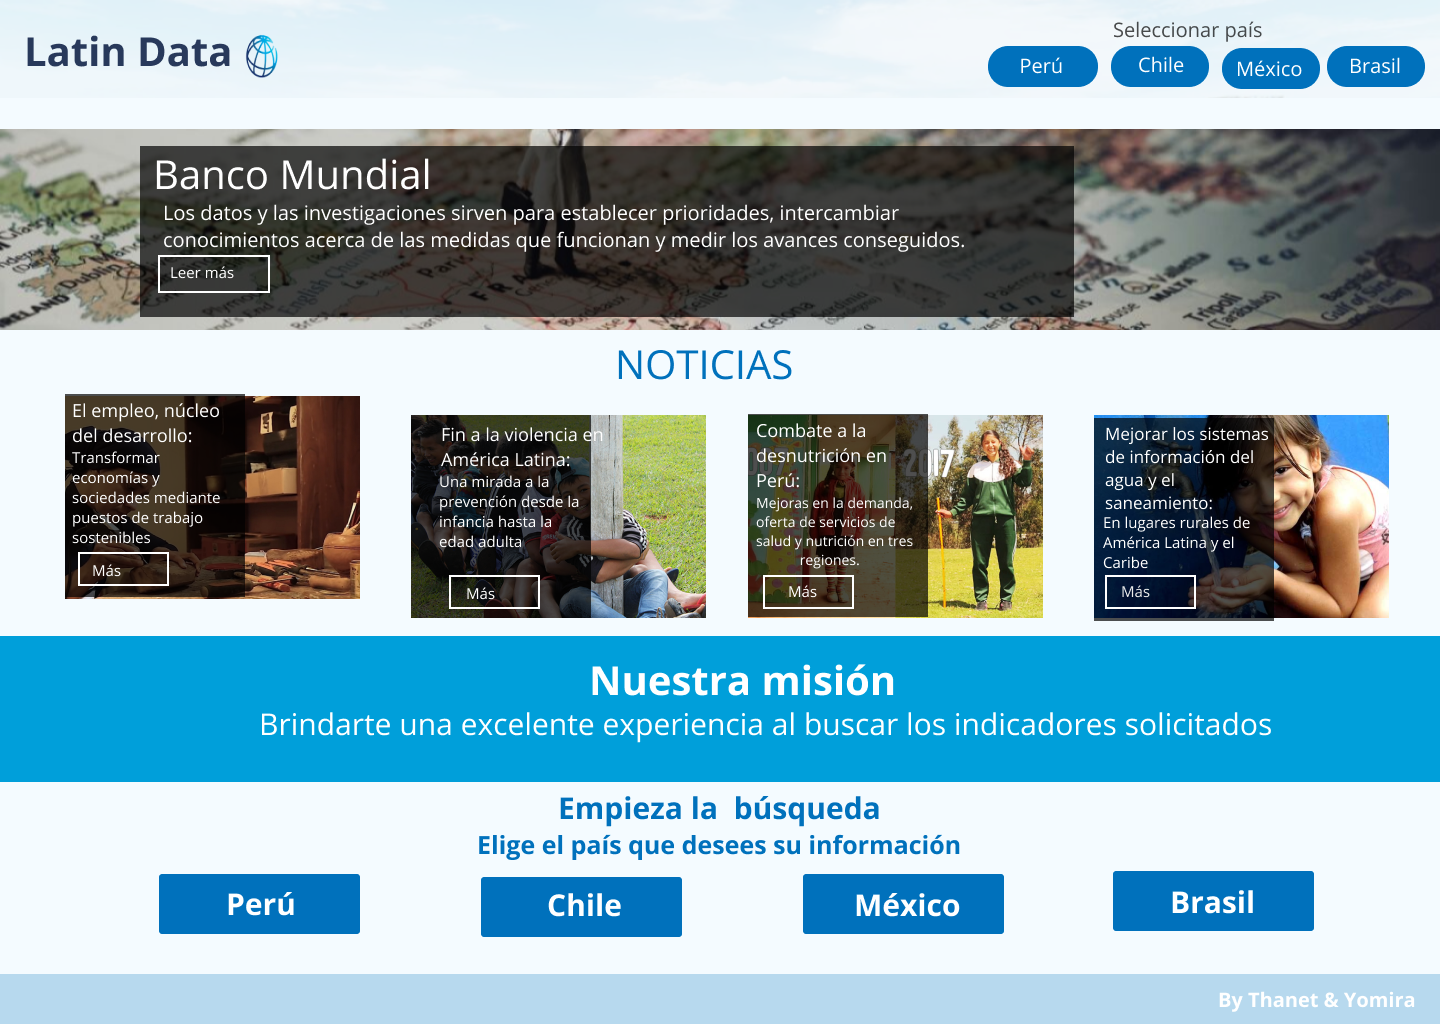 Latin Data
Seleccionar país
Perú
Chile
México
Brasil
Banco Mundial
Los datos y las investigaciones sirven para establecer prioridades, intercambiar
conocimientos acerca de las medidas que funcionan y medir los avances conseguidos.
Leer más
Sea
MALTA
Tripoli
NOTICIAS
El empleo, núcleo
del desarrollo:
Transformar
economías y
sociedades mediante
puestos de trabajo
sostenibles
Más
Fin a la violencia en
América Latina:
Una mirada a la
prevención desde la
infancia hasta la
edad adulta
Más
2017
Combate a la
desnutrición en
Perú:
Mejoras en la demanda,
oferta de servicios de
salud y nutrición en tres
regiones.
Más
Mejorar los sistemas
de información del
agua y el
saneamiento:
En lugares rurales de
América Latina y el
Caribe
Más
Nuestra misión
Brindarte una excelente experiencia al buscar los indicadores solicitados
Empieza la búsqueda
Elige el país que desees su información
Perú
Chile
México
Brasil
By Thanet & Yomira